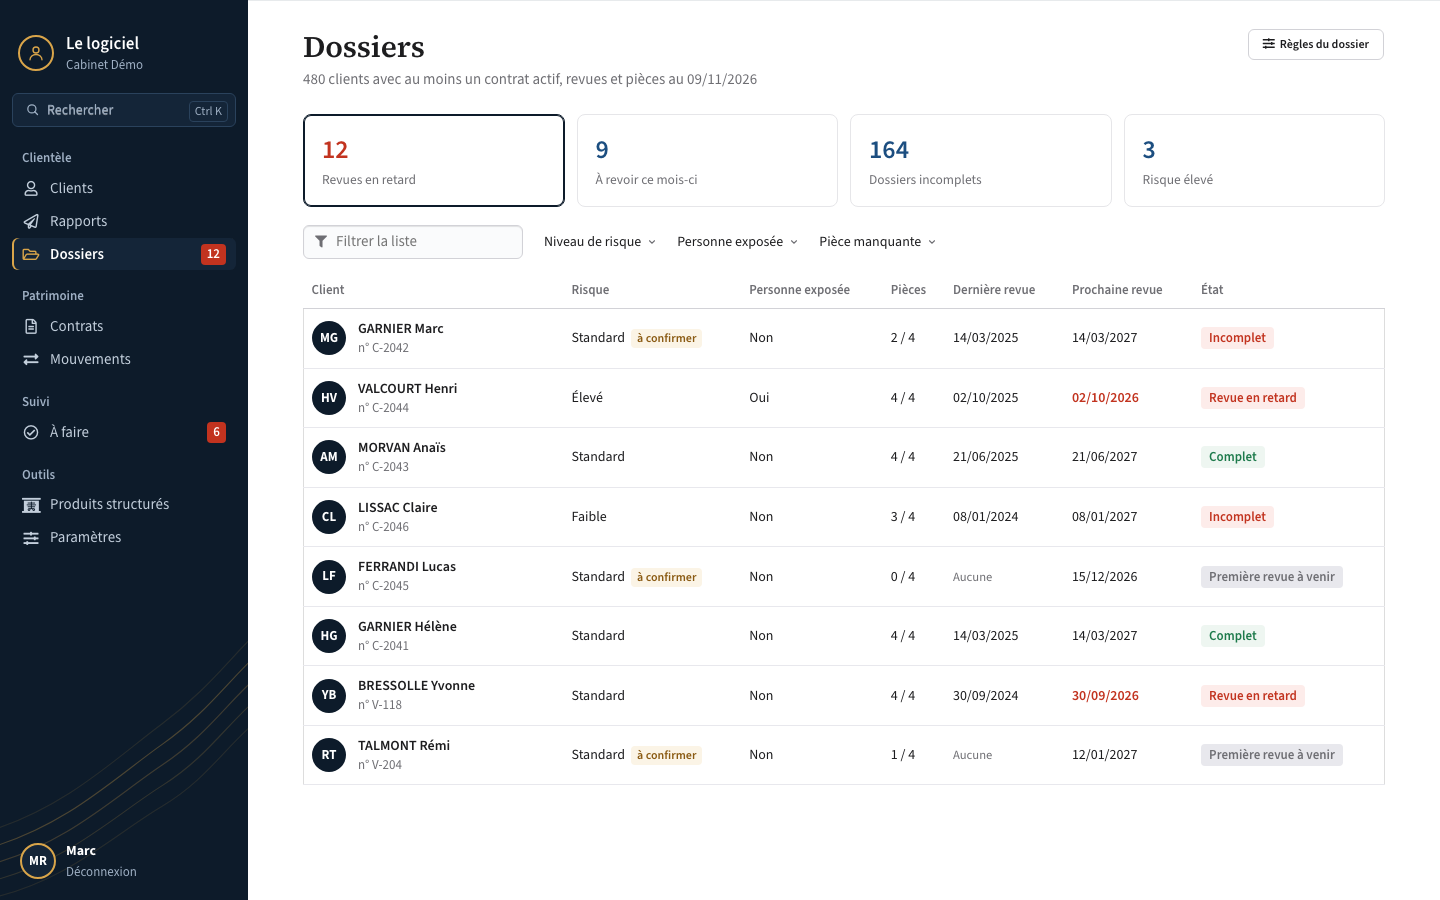 Le logiciel
Cabinet Démo
Rechercher Ctrl K
Clientèle
Clients
Rapports
Dossiers 12
Patrimoine
Contrats
Mouvements
Suivi
À faire 6
Outils
Produits structurés
Paramètres
MR
Marc
Déconnexion
Dossiers
480 clients avec au moins un contrat actif, revues et pièces au 09/11/2026
Règles du dossier
12
Revues en retard
9
À revoir ce mois-ci
164
Dossiers incomplets
3
Risque élevé
Filtrer la liste Niveau de risque Personne exposée Pièce manquante
Client Risque Personne exposée Pièces Dernière revue Prochaine revue État
MG GARNIER Marc Standard à confirmer Non 2 / 4 14/03/2025 14/03/2027 Incomplet
n° C-2042
HV VALCOURT Henri Élevé Oui 4 / 4 02/10/2025 02/10/2026 Revue en retard
n° C-2044
AM MORVAN Anaïs Standard Non 4 / 4 21/06/2025 21/06/2027 Complet
n° C-2043
CL LISSAC Claire Faible Non 3 / 4 08/01/2024 08/01/2027 Incomplet
n° C-2046
LF FERRANDI Lucas Standard à confirmer Non 0 / 4 Aucune 15/12/2026 Première revue à venir
n° C-2045
HG GARNIER Hélène Standard Non 4 / 4 14/03/2025 14/03/2027 Complet
n° C-2041
YB BRESSOLLE Yvonne Standard Non 4 / 4 30/09/2024 30/09/2026 Revue en retard
n° V-118
RT TALMONT Rémi Standard à confirmer Non 1 / 4 Aucune 12/01/2027 Première revue à venir
n° V-204